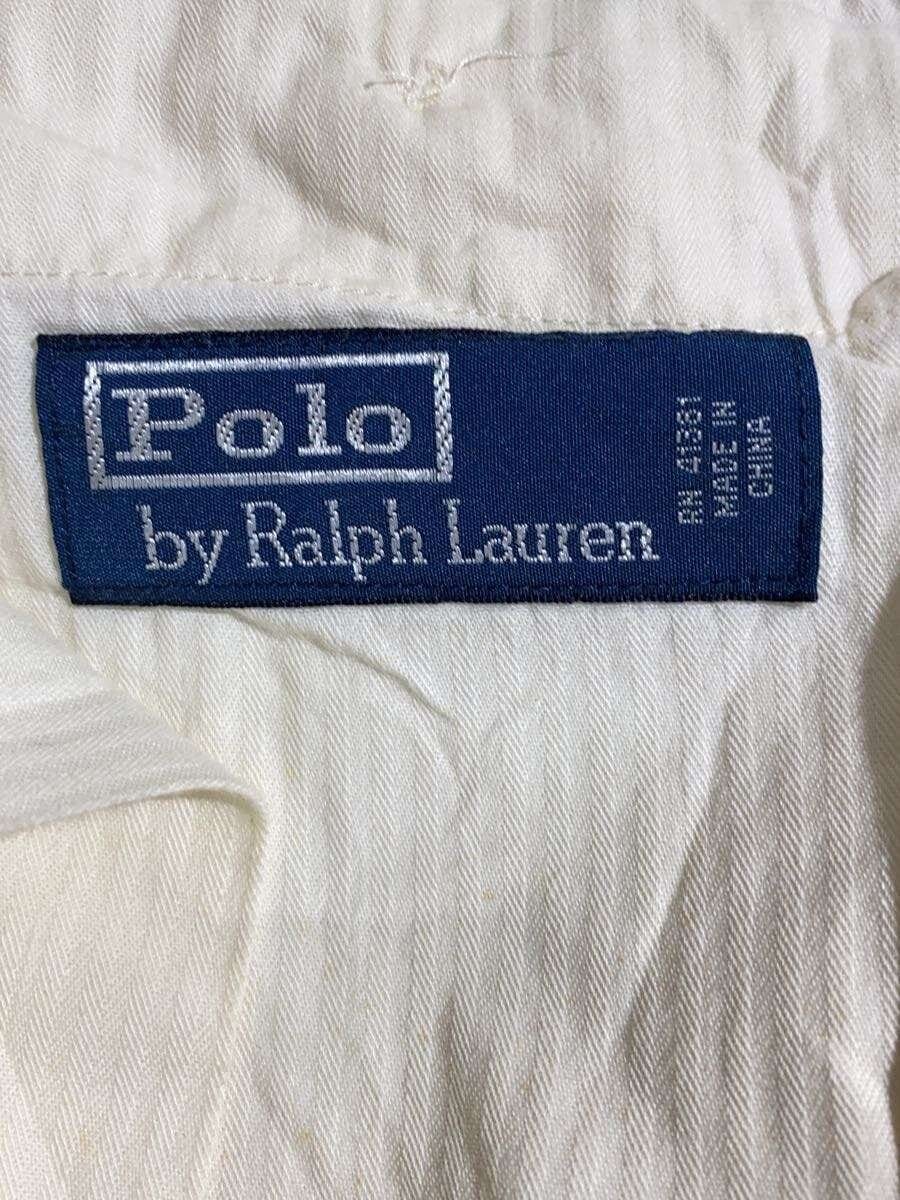 Polo
by Ralph Lauren
RN 41381
MADE IN
CHINA